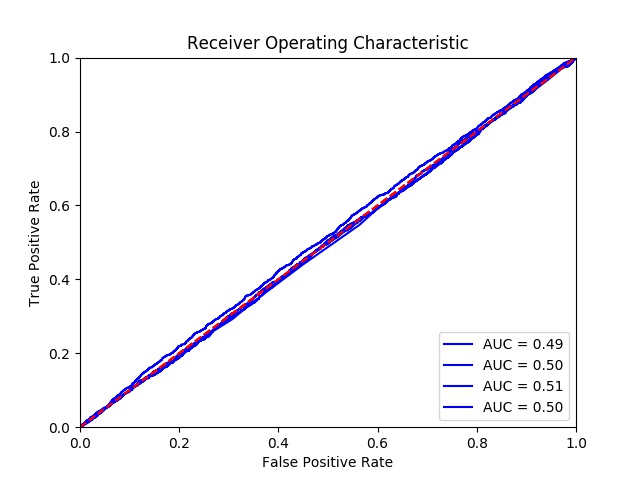 Receiver Operating Characteristic
True Positive Rate
1.0
0.8
0.6
0.4
0.2
0.0
AUC = 0.49
AUC = 0.50
AUC = 0.51
AUC = 0.50
0.0 0.2 0.4 0.6 0.8 1.0
False Positive Rate